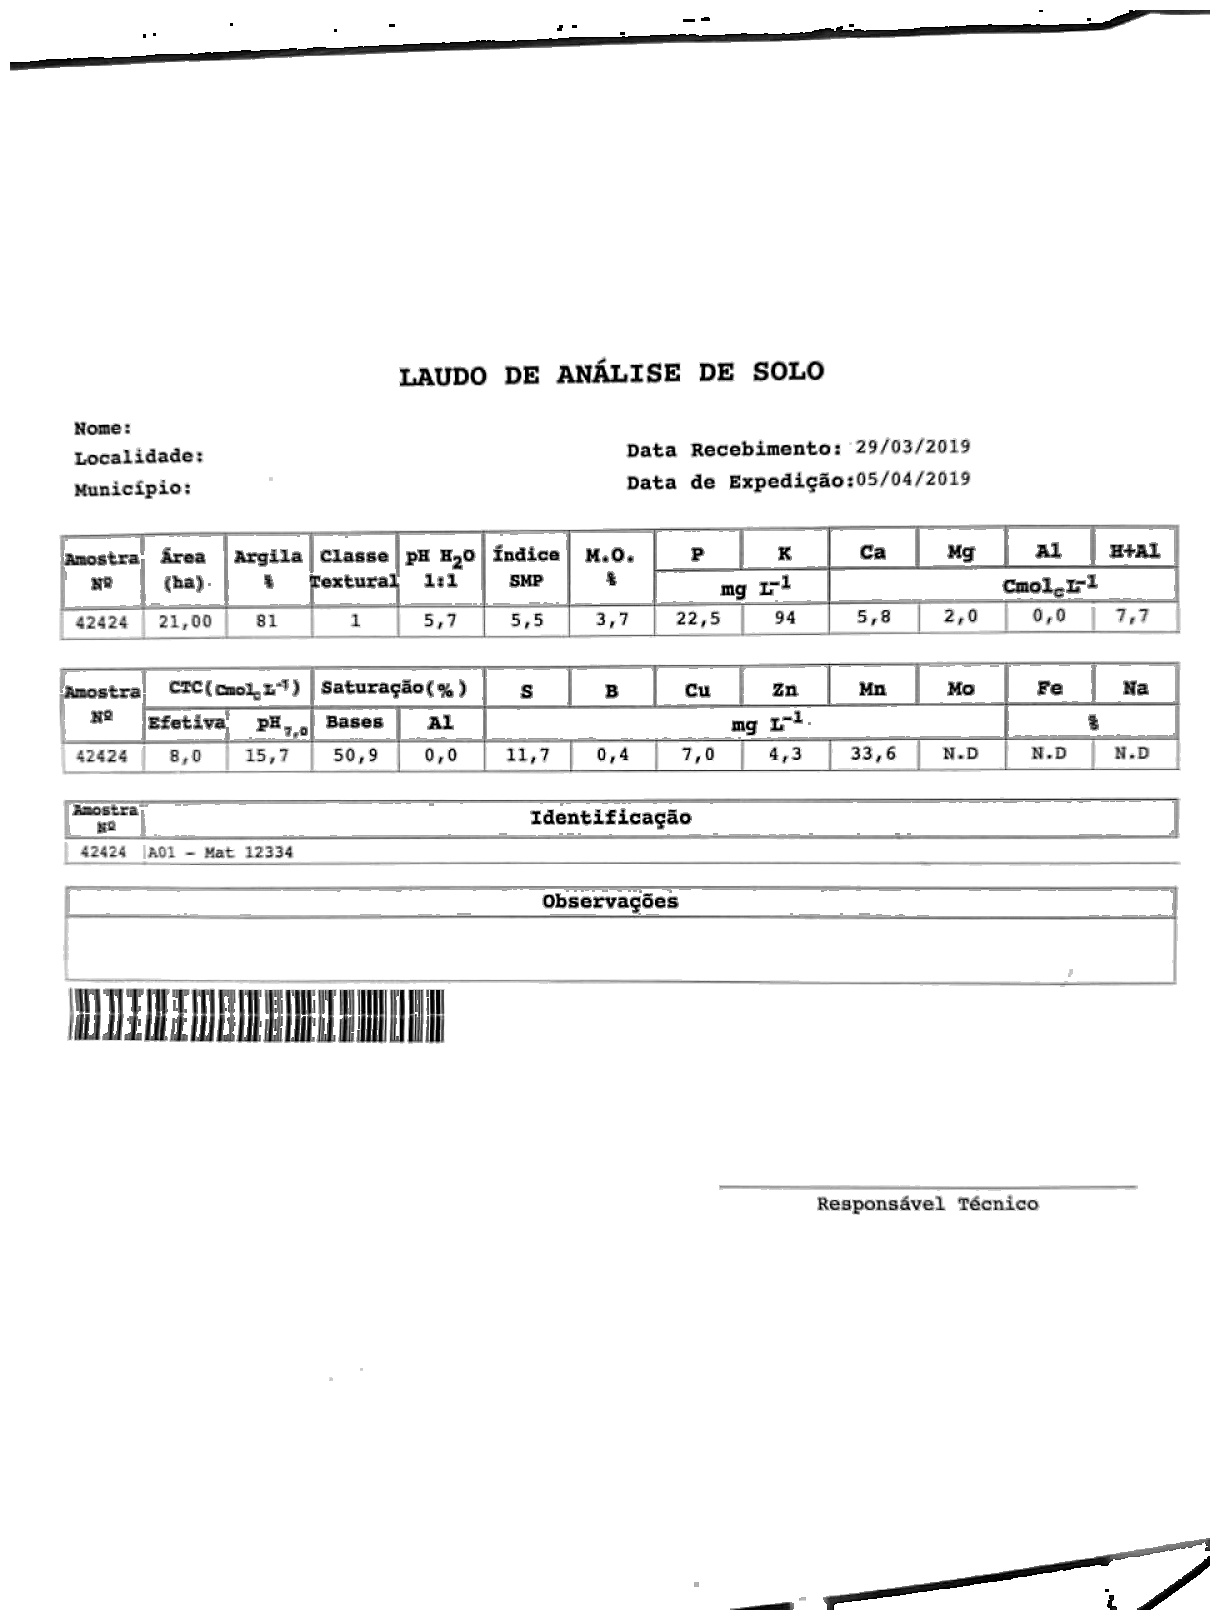 LAUDO DE ANÁLISE DE SOLO
Nome:
Localidade:
Data Recebimento: 29/03/2019
Município:
Data de Expedição:05/04/2019
Amostra Nº Área (ha) Argila % Classe Textural pH H2O 1:1 Índice SMP M.O. % P K Ca Mg Al H+Al
mg L-1 CmolcL-1
42424 21,00 81 1 5,7 5,5 3,7 22,5 94 5,8 2,0 0,0 7,7
Amostra Nº CTC(CmolcL-1) Saturação(%) S B Cu Zn Mn Mo Fe Na
Efetiva pH7,0 Bases Al mg L-1 %
42424 8,0 15,7 50,9 0,0 11,7 0,4 7,0 4,3 33,6 N.D N.D N.D
Amostra Nº Identificação
42424 A01 - Mat 12334
Observações
Responsável Técnico